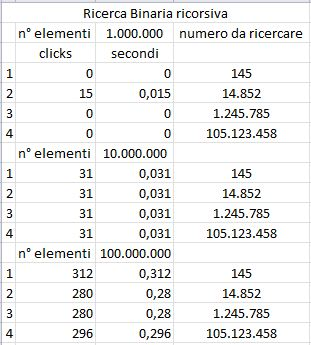 Ricerca Binaria ricorsiva
n° elementi 1.000.000 numero da ricercare
clicks secondi
1 0 0 145
2 15 0,015 14.852
3 0 0 1.245.785
4 0 0 105.123.458
n° elementi 10.000.000
1 31 0,031 145
2 31 0,031 14.852
3 31 0,031 1.245.785
4 31 0,031 105.123.458
n° elementi 100.000.000
1 312 0,312 145
2 280 0,28 14.852
3 280 0,28 1.245.785
4 296 0,296 105.123.458